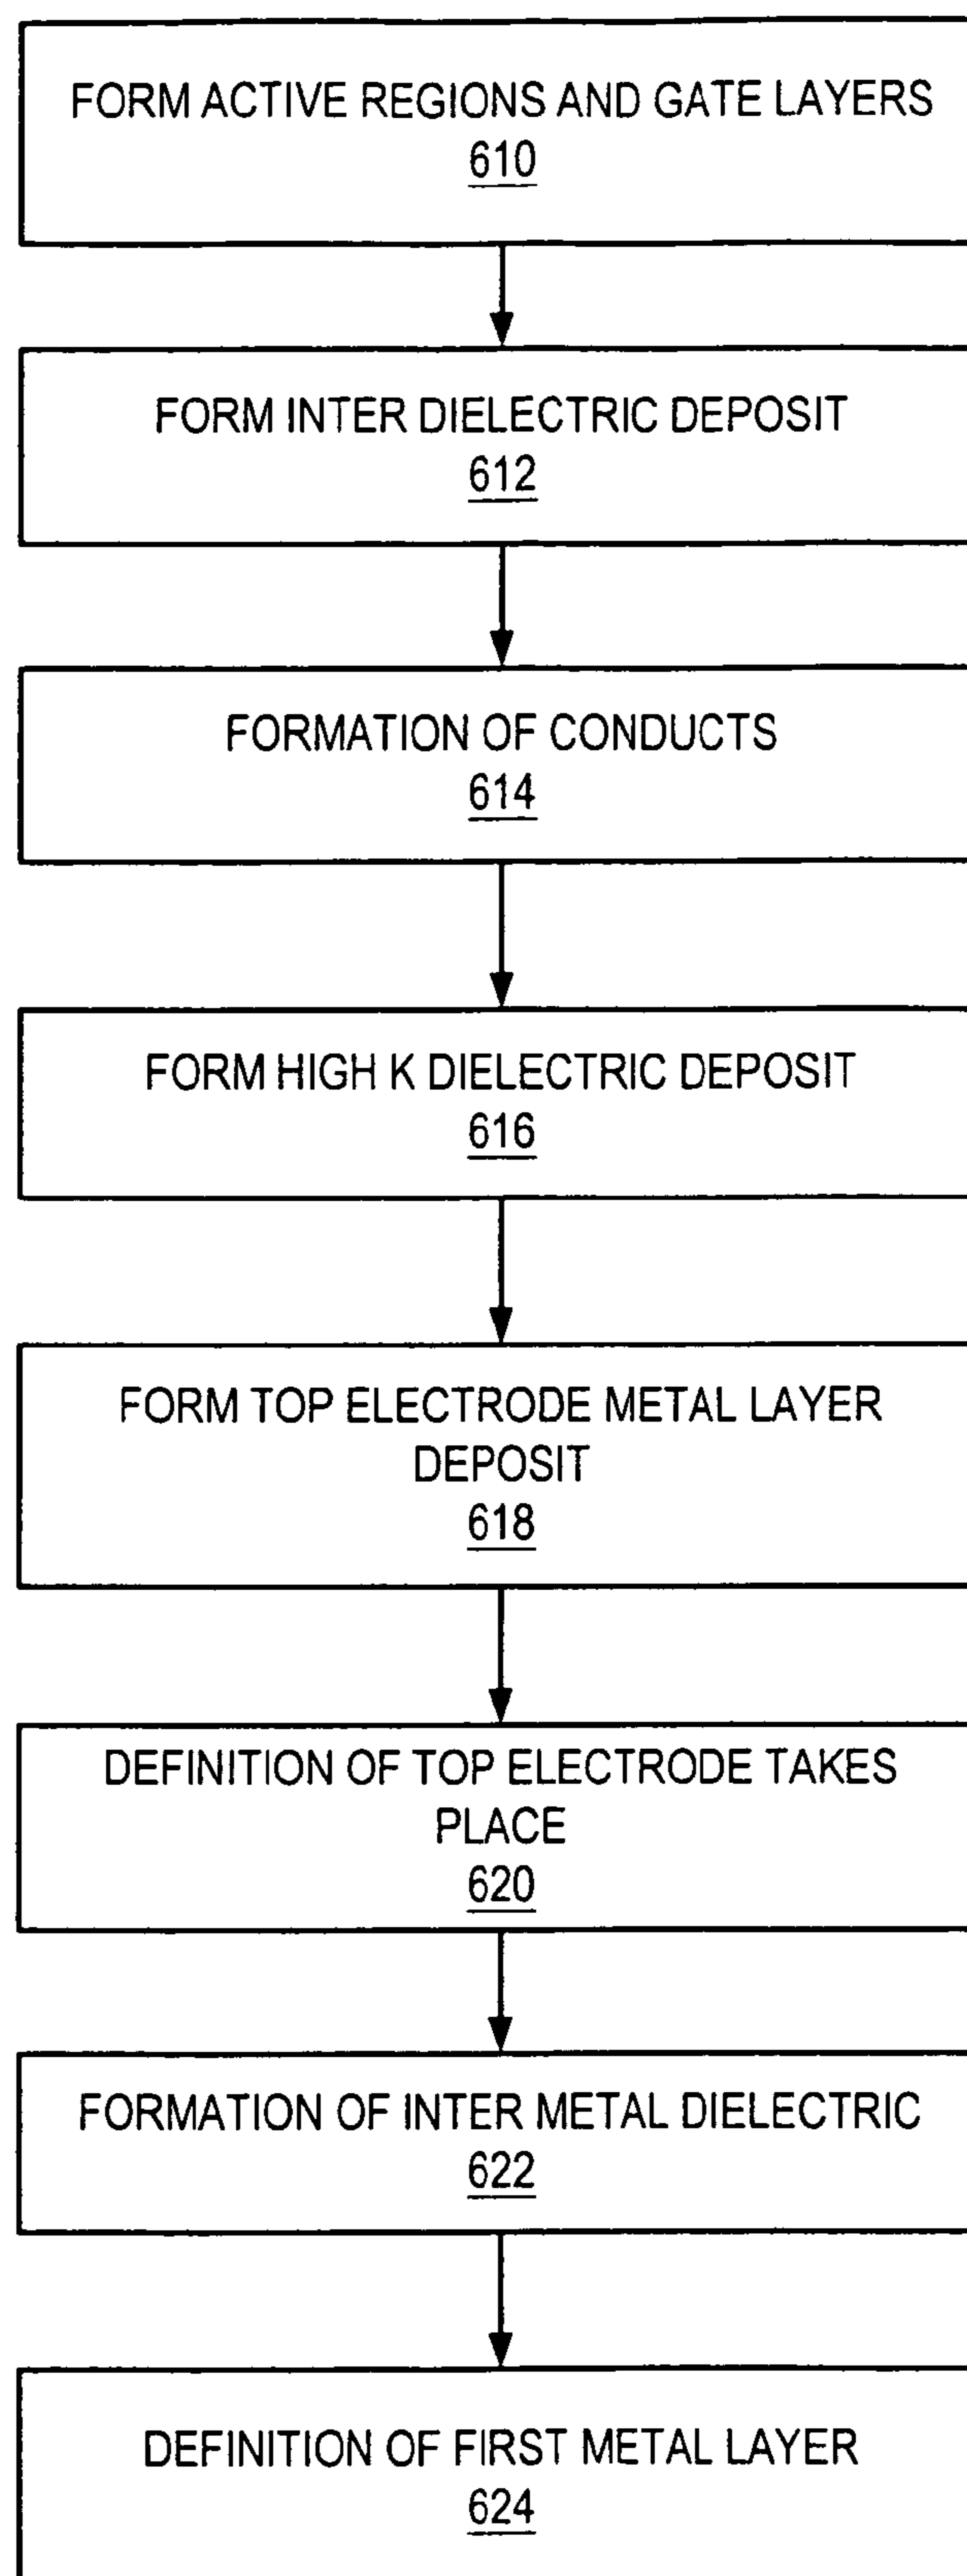 FORM ACTIVE REGIONS AND GATE LAYERS
610
FORM INTER DIELECTRIC DEPOSIT
612
FORMATION OF CONDUCTS
614
FORM HIGH K DIELECTRIC DEPOSIT
616
FORM TOP ELECTRODE METAL LAYER
DEPOSIT
618
DEFINITION OF TOP ELECTRODE TAKES
PLACE
620
FORMATION OF INTER METAL DIELECTRIC
622
DEFINITION OF FIRST METAL LAYER
624